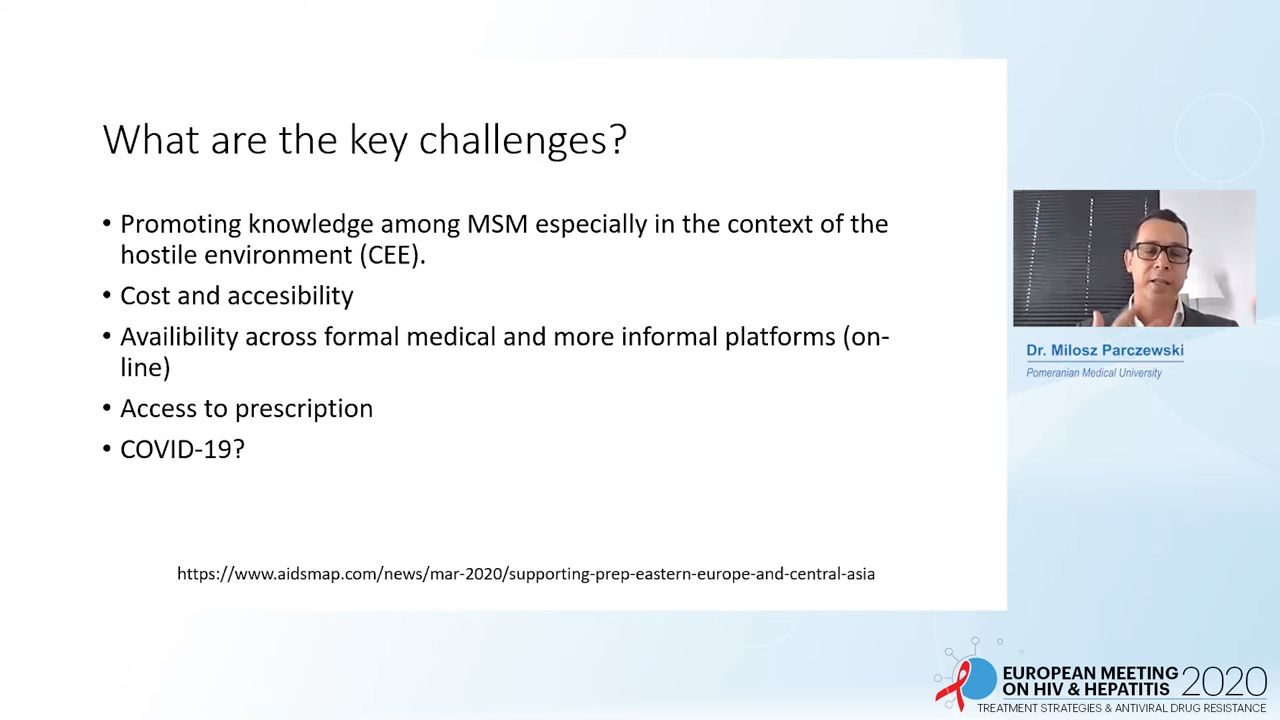 What are the key challenges?
• Promoting knowledge among MSM especially in the context of the
hostile environment (CEE).
• Cost and accesibility
• Availibility across formal medical and more informal platforms (on-
line)
• Access to prescription
• COVID-19?
https://www.aidsmap.com/news/mar-2020/supporting-prep-eastern-europe-and-central-asia
Dr. Milosz Parczewski
Pomeranian Medical University
EUROPEAN MEETING
ON HIV & HEPATITIS 2020
TREATMENT STRATEGIES & ANTIVIRAL DRUG RESISTANCE